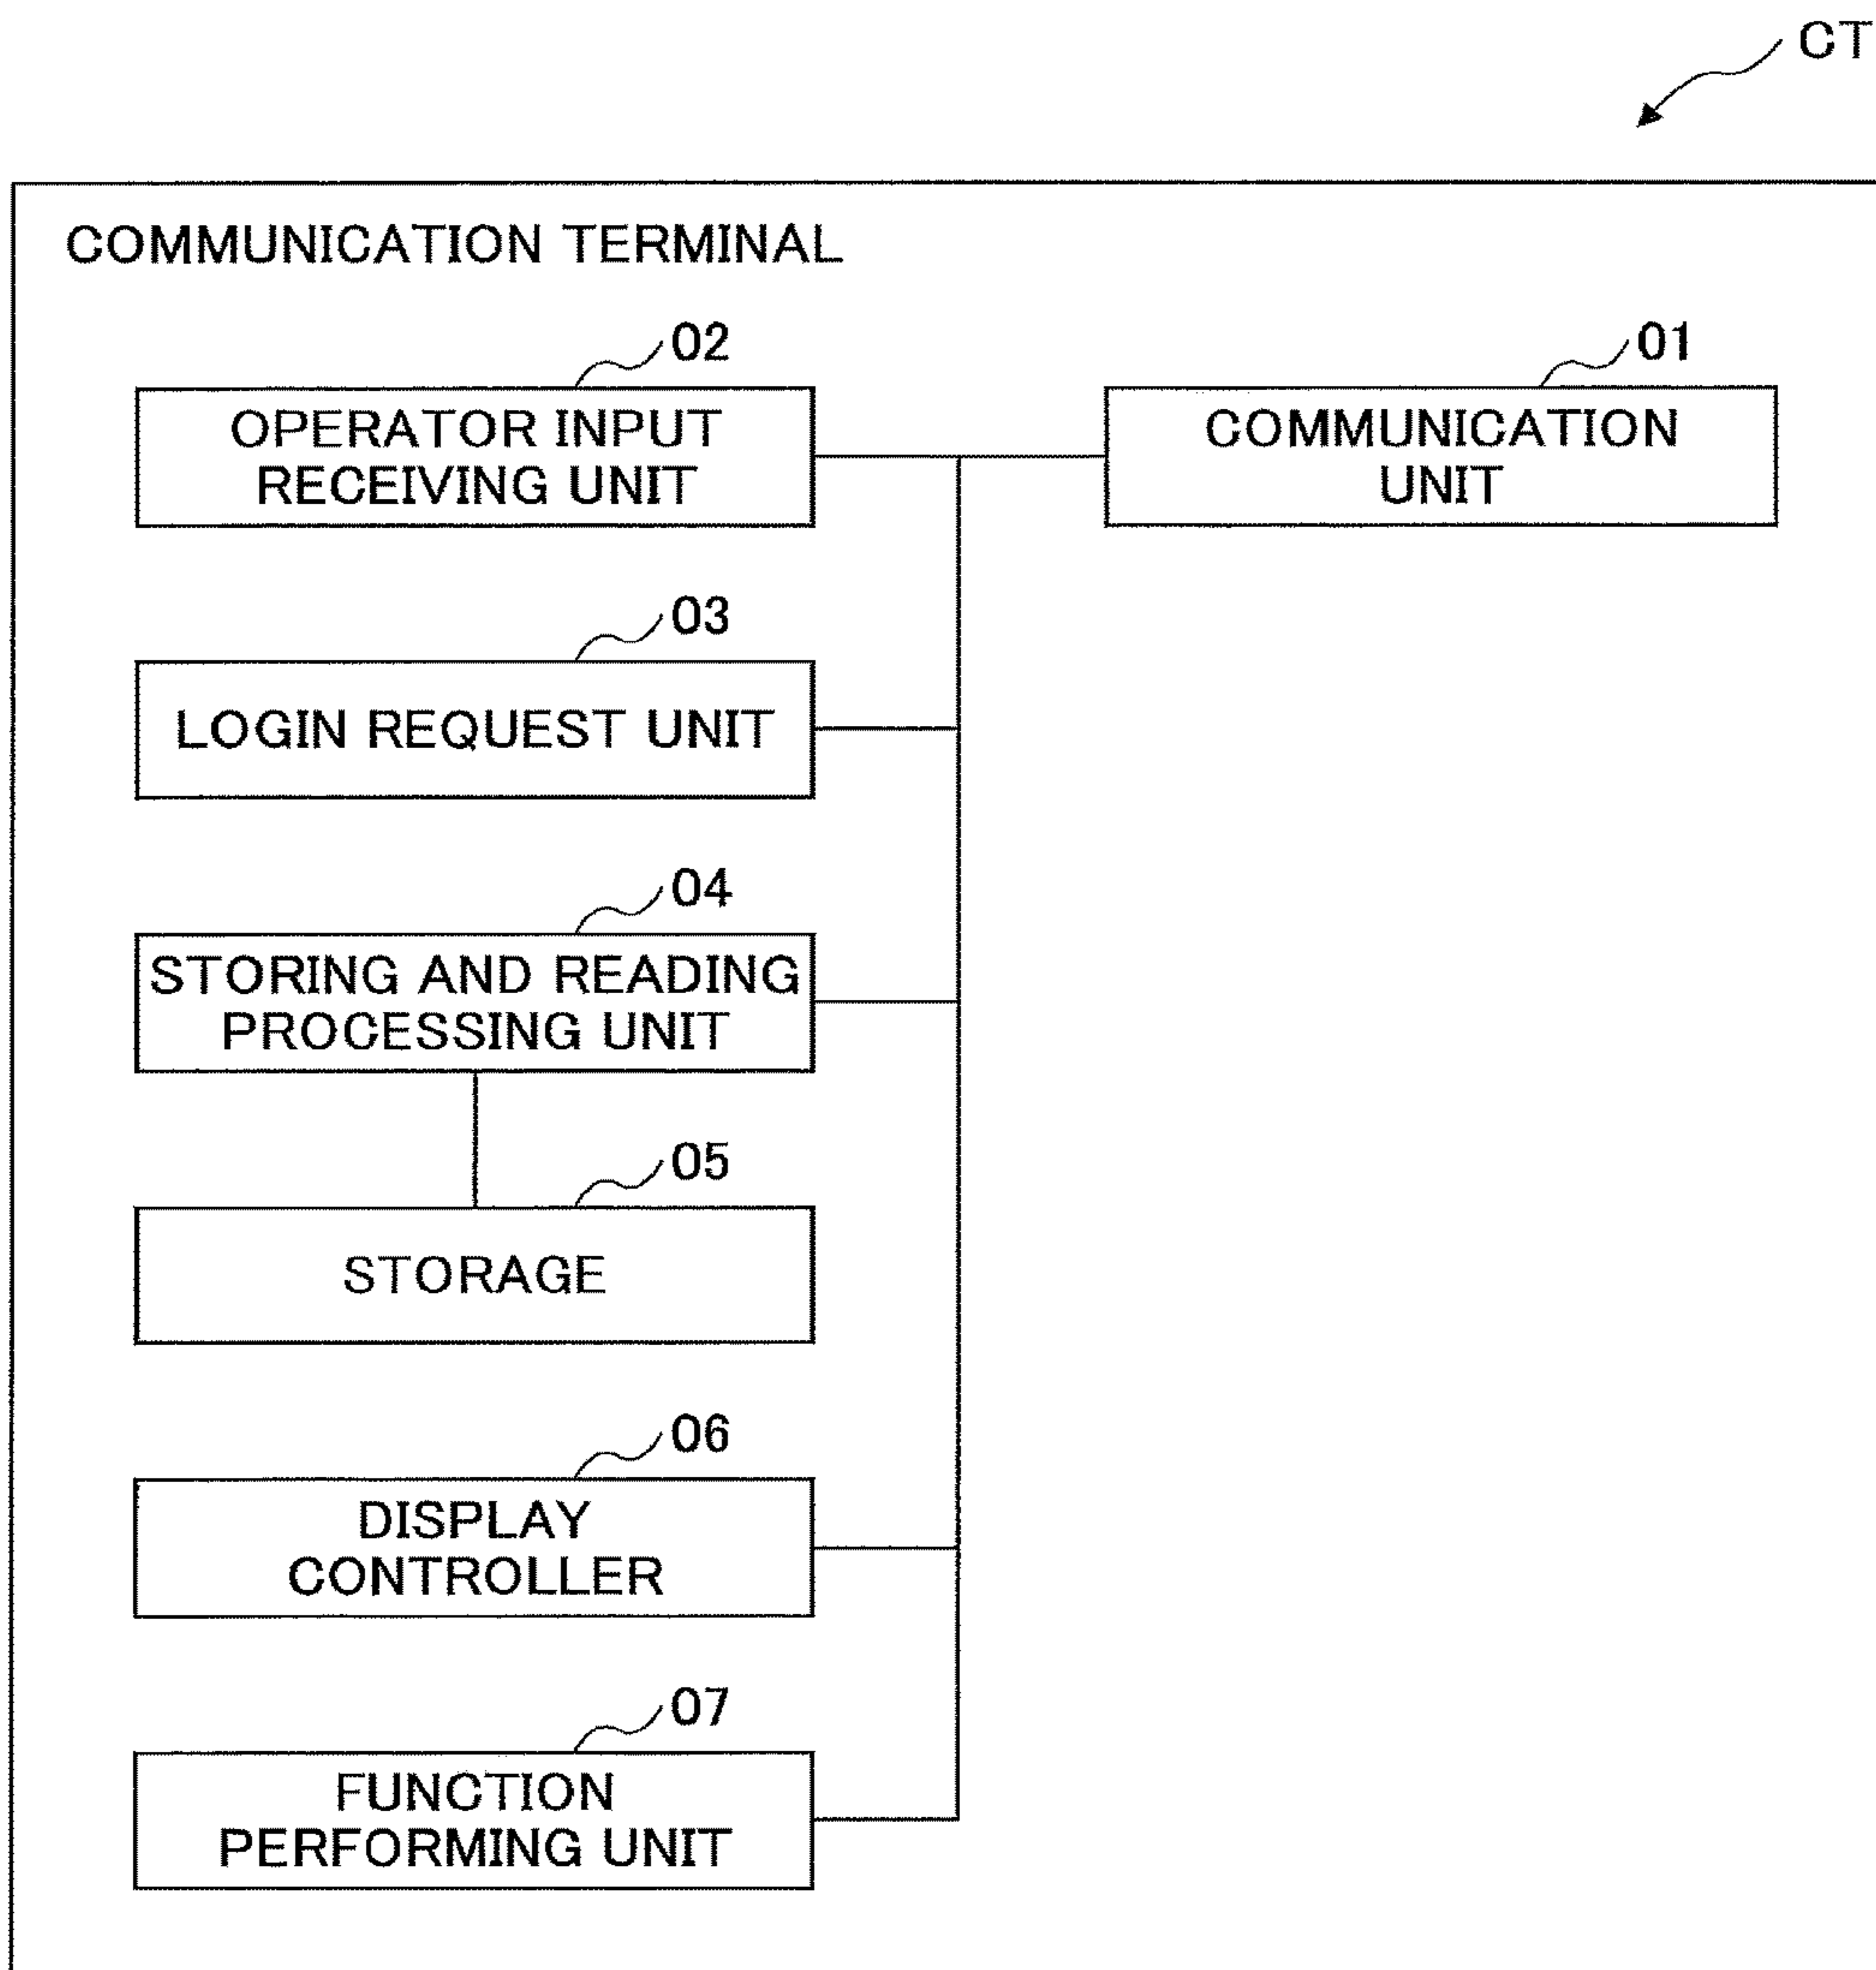 CT
COMMUNICATION TERMINAL
02
OPERATOR INPUT
RECEIVING UNIT
01
COMMUNICATION
UNIT
03
LOGIN REQUEST UNIT
04
STORING AND READING
PROCESSING UNIT
05
STORAGE
06
DISPLAY
CONTROLLER
07
FUNCTION
PERFORMING UNIT